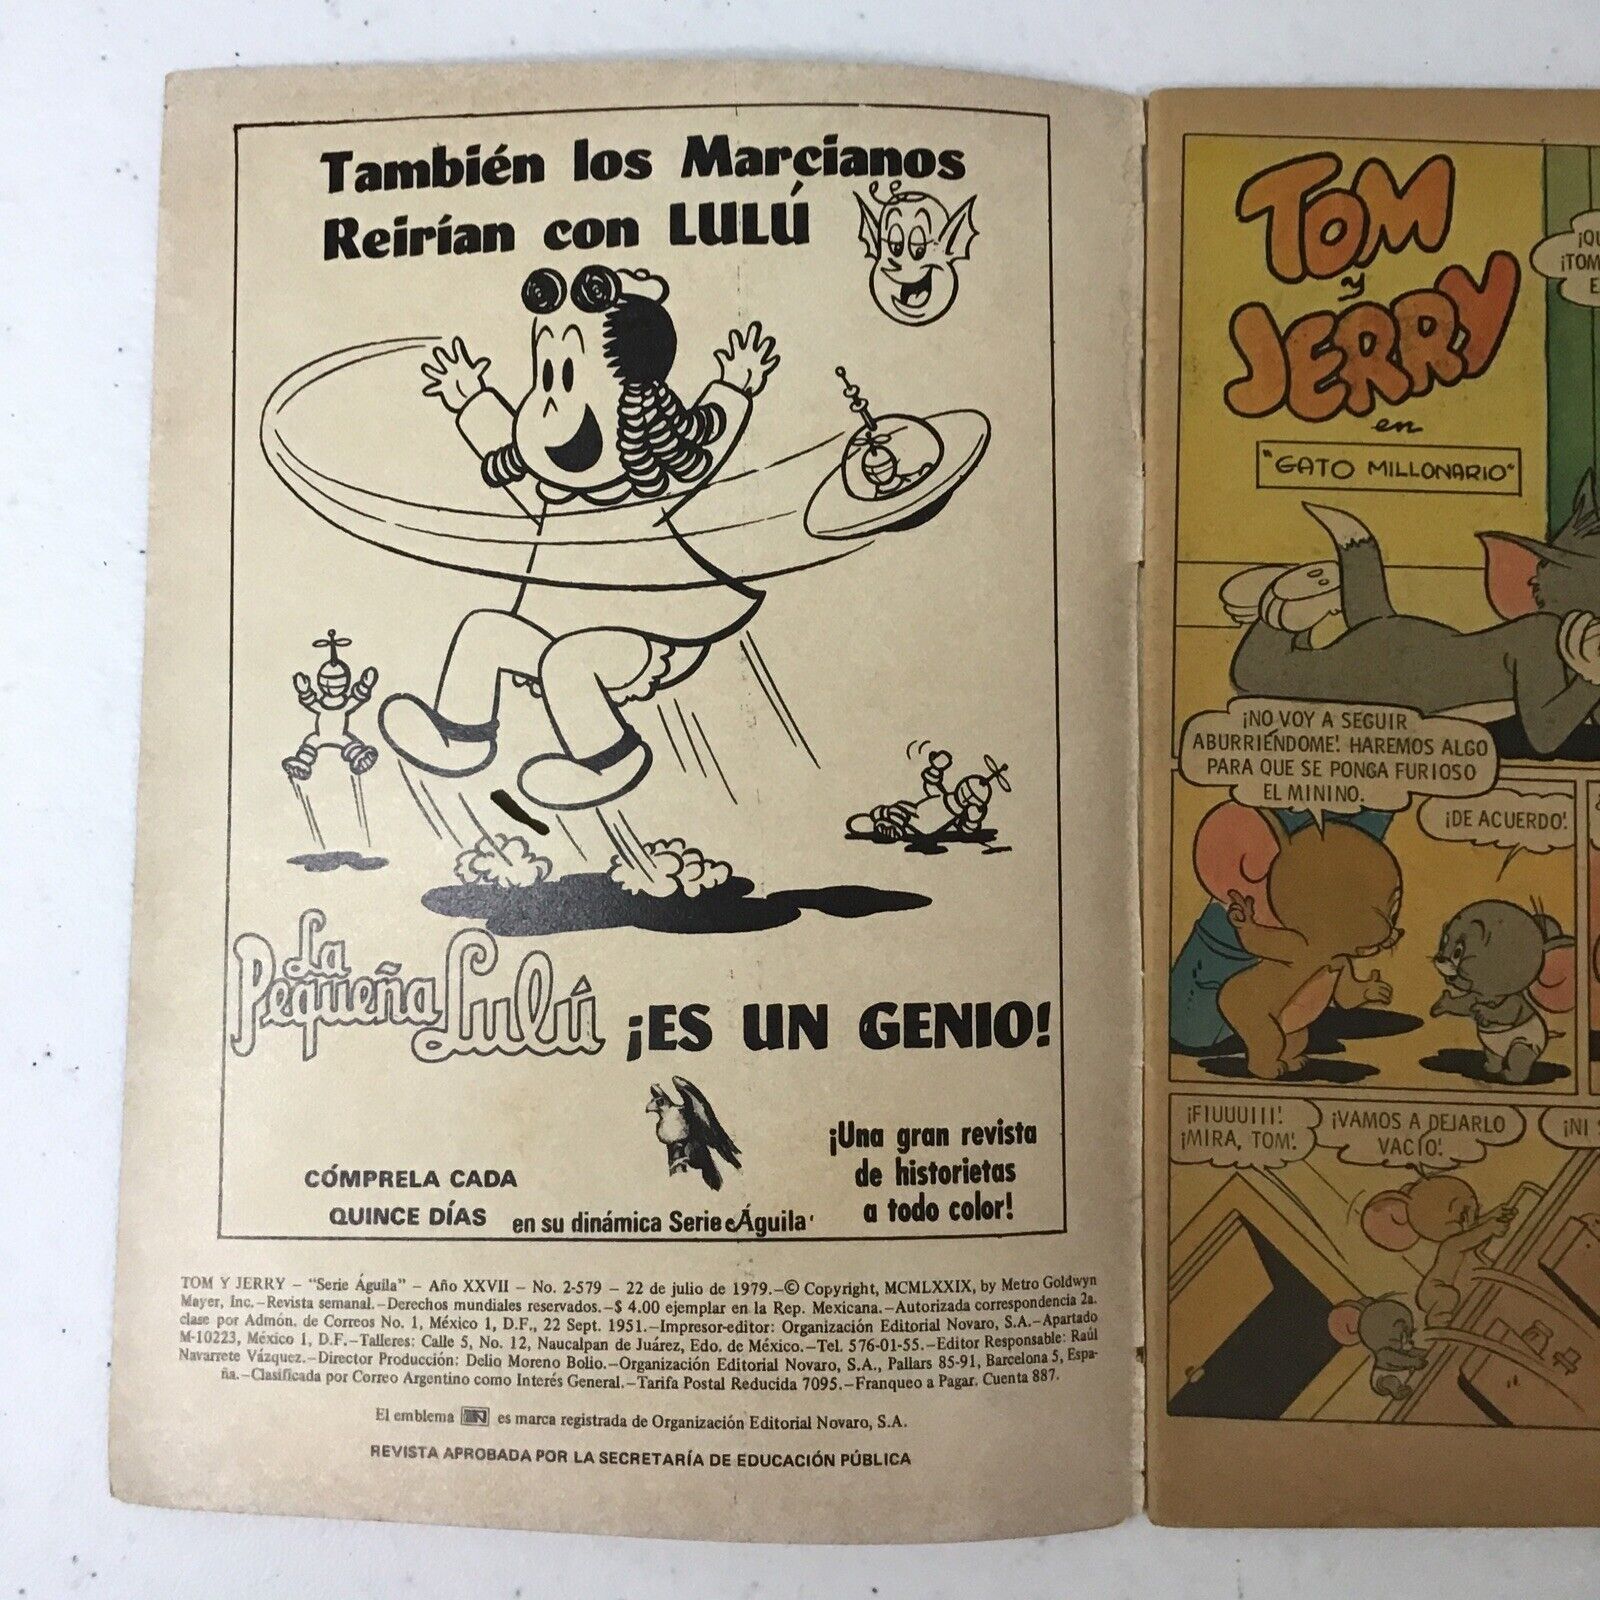 También los Marcianos
Reirían con LULÚ
La
Pequeña Lulú ¡ES UN GENIO!
CÓMPRELA CADA
QUINCE DÍAS
en su dinámica Serie Águila
¡Una gran revista
de historietas
a todo color!
TOM Y JERRY – "Serie Águila" – Año XXVII – No. 2-579 – 22 de julio de 1979.–© Copyright, MCMLXXIX, by Metro Goldwyn
Mayer, Inc.–Revista semanal.–Derechos mundiales reservados.–$ 4.00 ejemplar en la Rep. Mexicana.–Autorizada correspondencia 2a.
clase por Admón. de Correos No. 1, México 1, D.F., 22 Sept. 1951.–Impresor-editor: Organización Editorial Novaro, S.A.–Apartado
M-10223, México 1, D.F.–Talleres: Calle 5, No. 12, Naucalpan de Juárez, Edo. de México.–Tel. 576-01-55.–Editor Responsable: Raúl
Navarrete Vázquez.–Director Producción: Delio Moreno Bolio.–Organización Editorial Novaro, S.A., Pallars 85-91, Barcelona 5, Espa-
ña.–Clasificada por Correo Argentino como Interés General.–Tarifa Postal Reducida 7095.–Franqueo a Pagar. Cuenta 887.
El emblema es marca registrada de Organización Editorial Novaro, S.A.
REVISTA APROBADA POR LA SECRETARÍA DE EDUCACIÓN PÚBLICA
TOM
Y
JERRY
en
"GATO MILLONARIO"
¡TOM
¡NO VOY A SEGUIR
ABURRIÉNDOME! HAREMOS ALGO
PARA QUE SE PONGA FURIOSO
EL MININO.
¡DE ACUERDO!
¡FIUUUIII!
¡MIRA, TOM!
¡VAMOS A DEJARLO
VACÍO!
¡NI